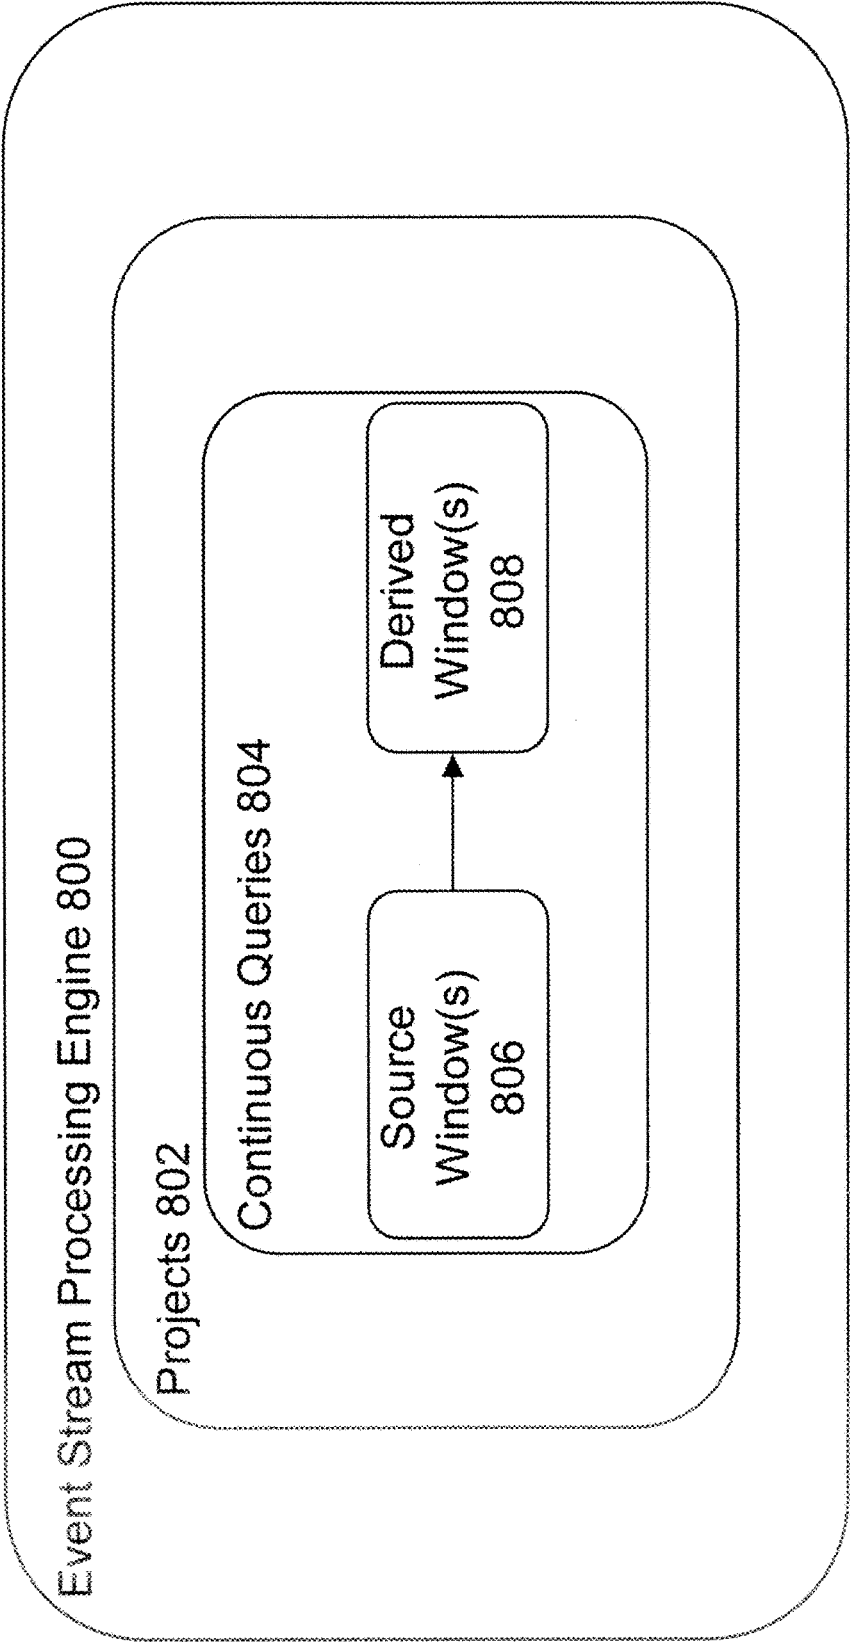 Event Stream Processing Engine 800
Projects 802
Continuous Queries 804
Source
Window(s)
806
Derived
Window(s)
808